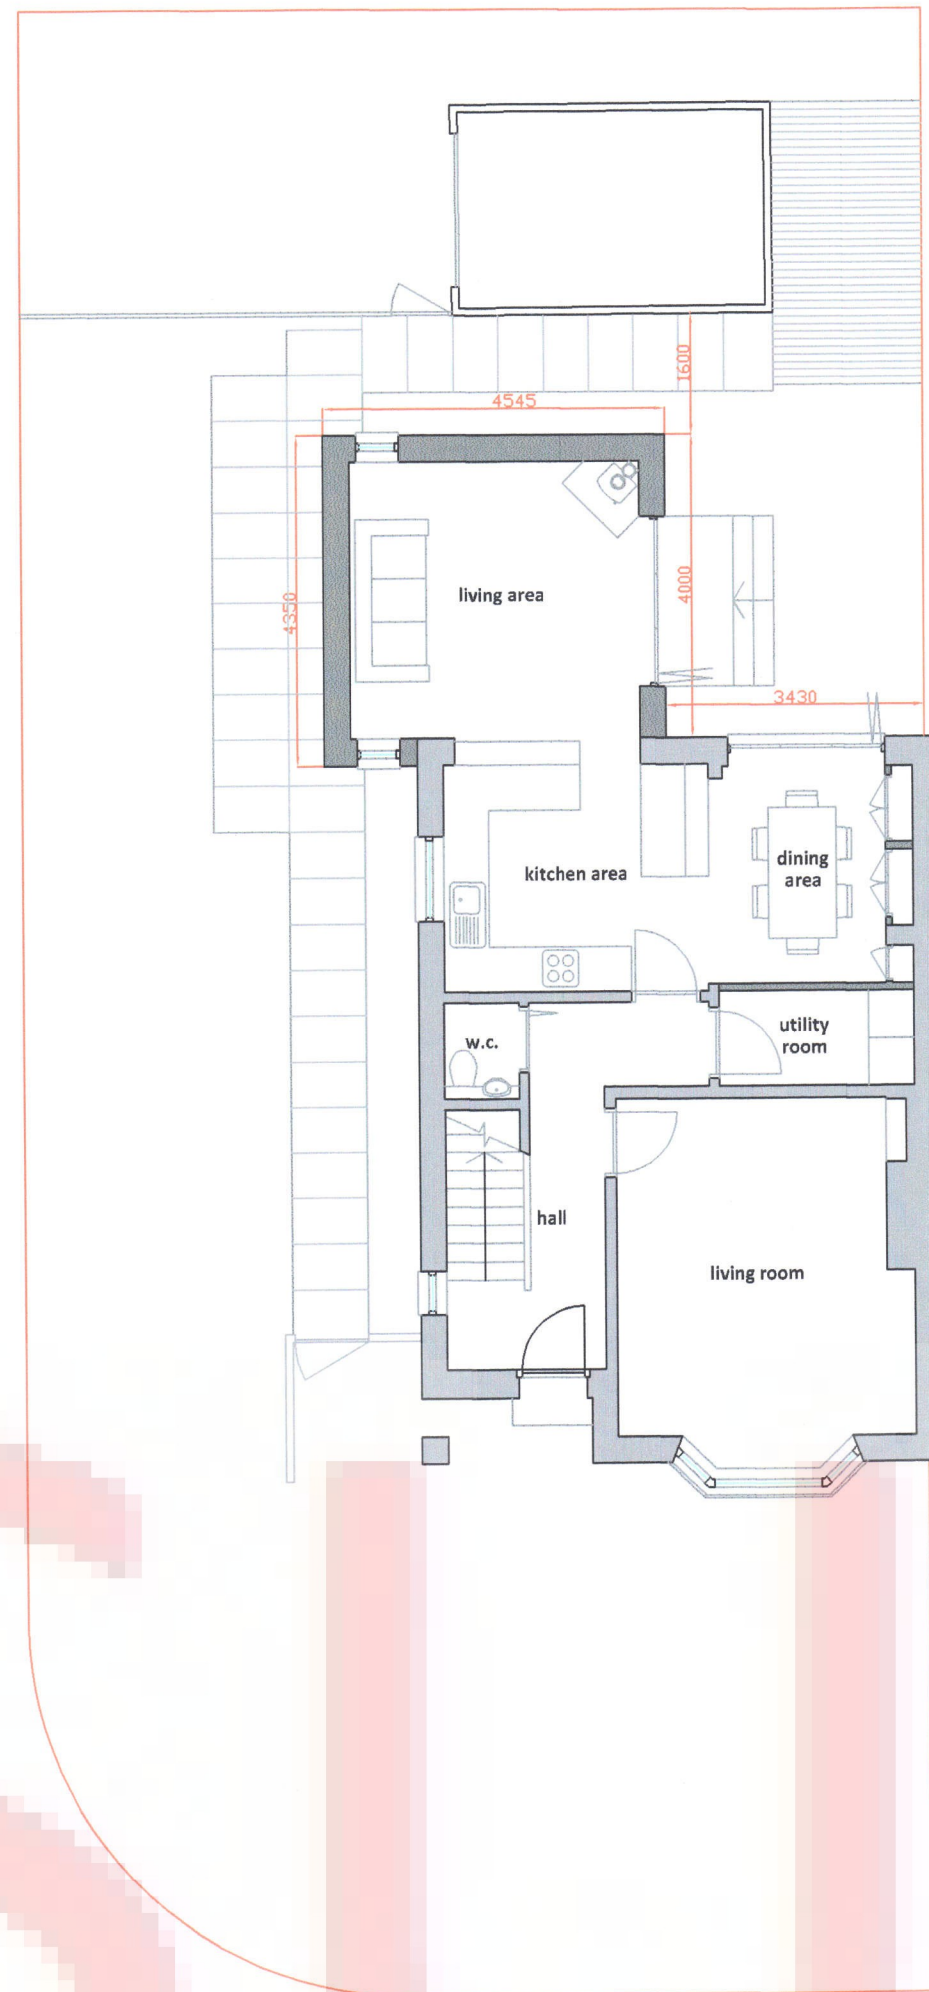 1600
4545
4350
4000
living area
3430
kitchen area
dining
area
w.c.
utility
room
hall
living room